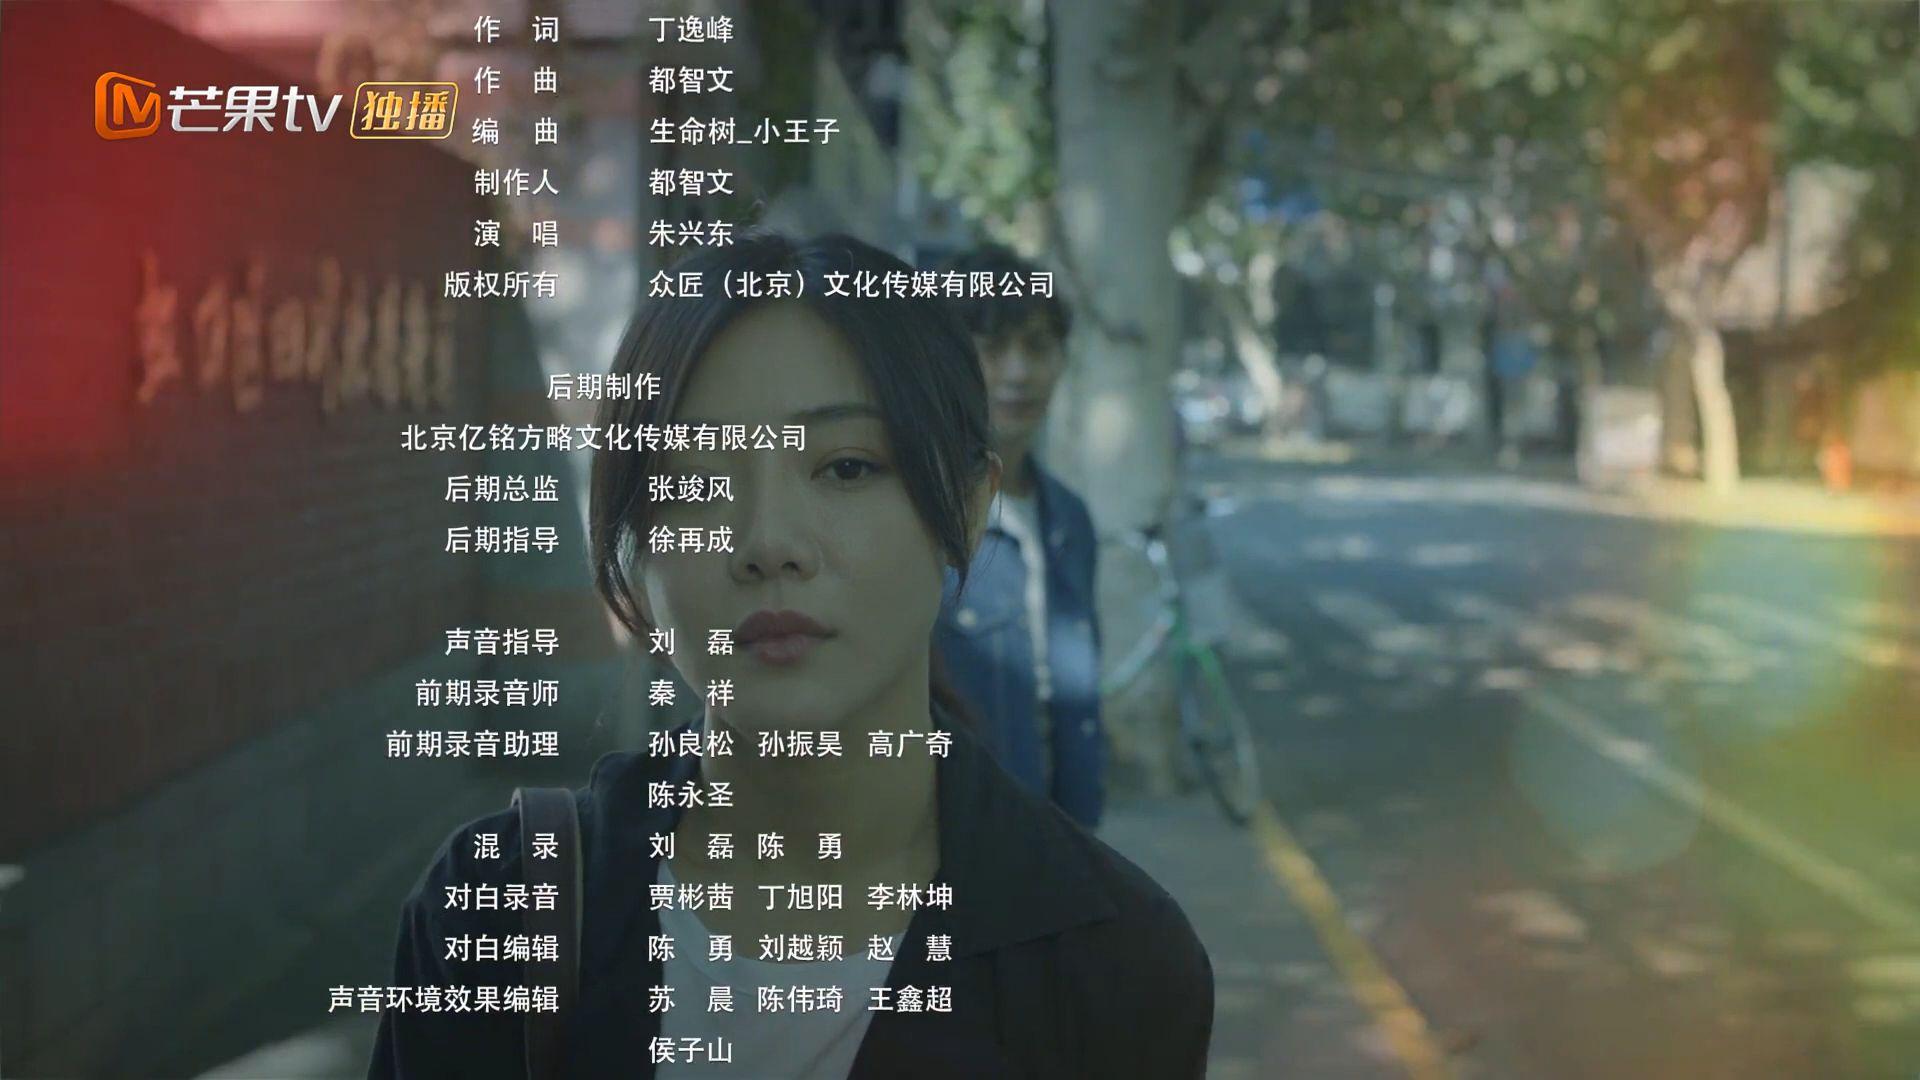 作 词 丁逸峰
芒果tv 独播
作 曲 都智文
编 曲 生命树_小王子
制作人 都智文
演 唱 朱兴东
版权所有 众匠（北京）文化传媒有限公司
后期制作
北京亿铭方略文化传媒有限公司
后期总监 张竣风
后期指导 徐再成
声音指导 刘 磊
前期录音师 秦 祥
前期录音助理 孙良松 孙振昊 高广奇
陈永圣
混 录 刘 磊 陈 勇
对白录音 贾彬茜 丁旭阳 李林坤
对白编辑 陈 勇 刘越颖 赵 慧
声音环境效果编辑 苏 晨 陈伟琦 王鑫超
侯子山